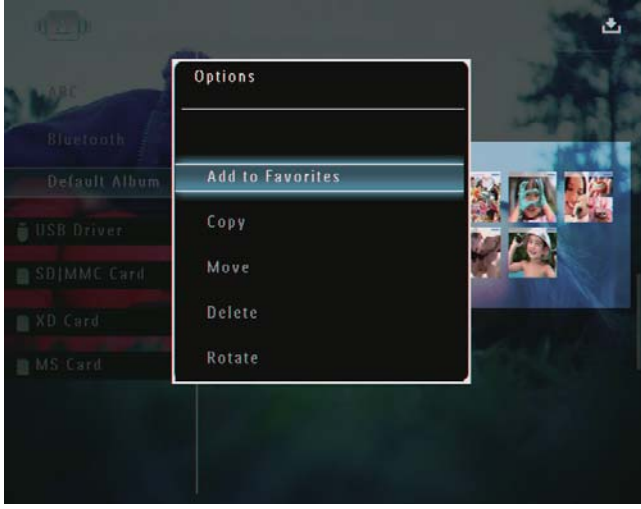 Options
Add to Favorites
Copy
Move
Delete
Rotate
ABC
Bluetooth
Default Album
USB Driver
SD|MMC Card
XD Card
MS Card